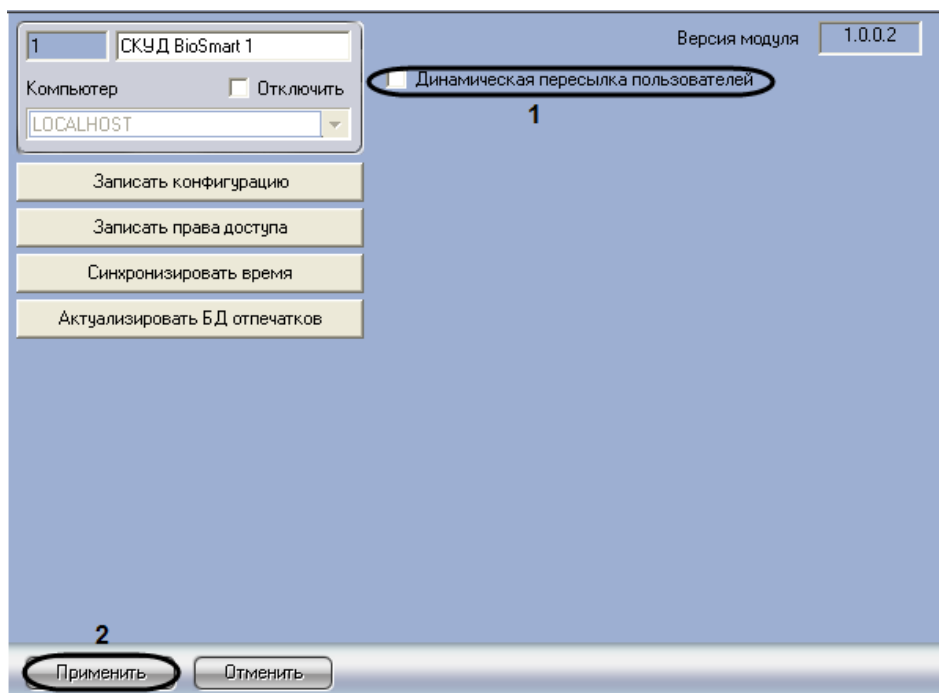 1 СКУД BioSmart 1
Версия модуля 1.0.0.2
Компьютер Отключить
Динамическая пересылка пользователей
1
LOCALHOST
Записать конфигурацию
Записать права доступа
Синхронизировать время
Актуализировать БД отпечатков
2
Применить Отменить